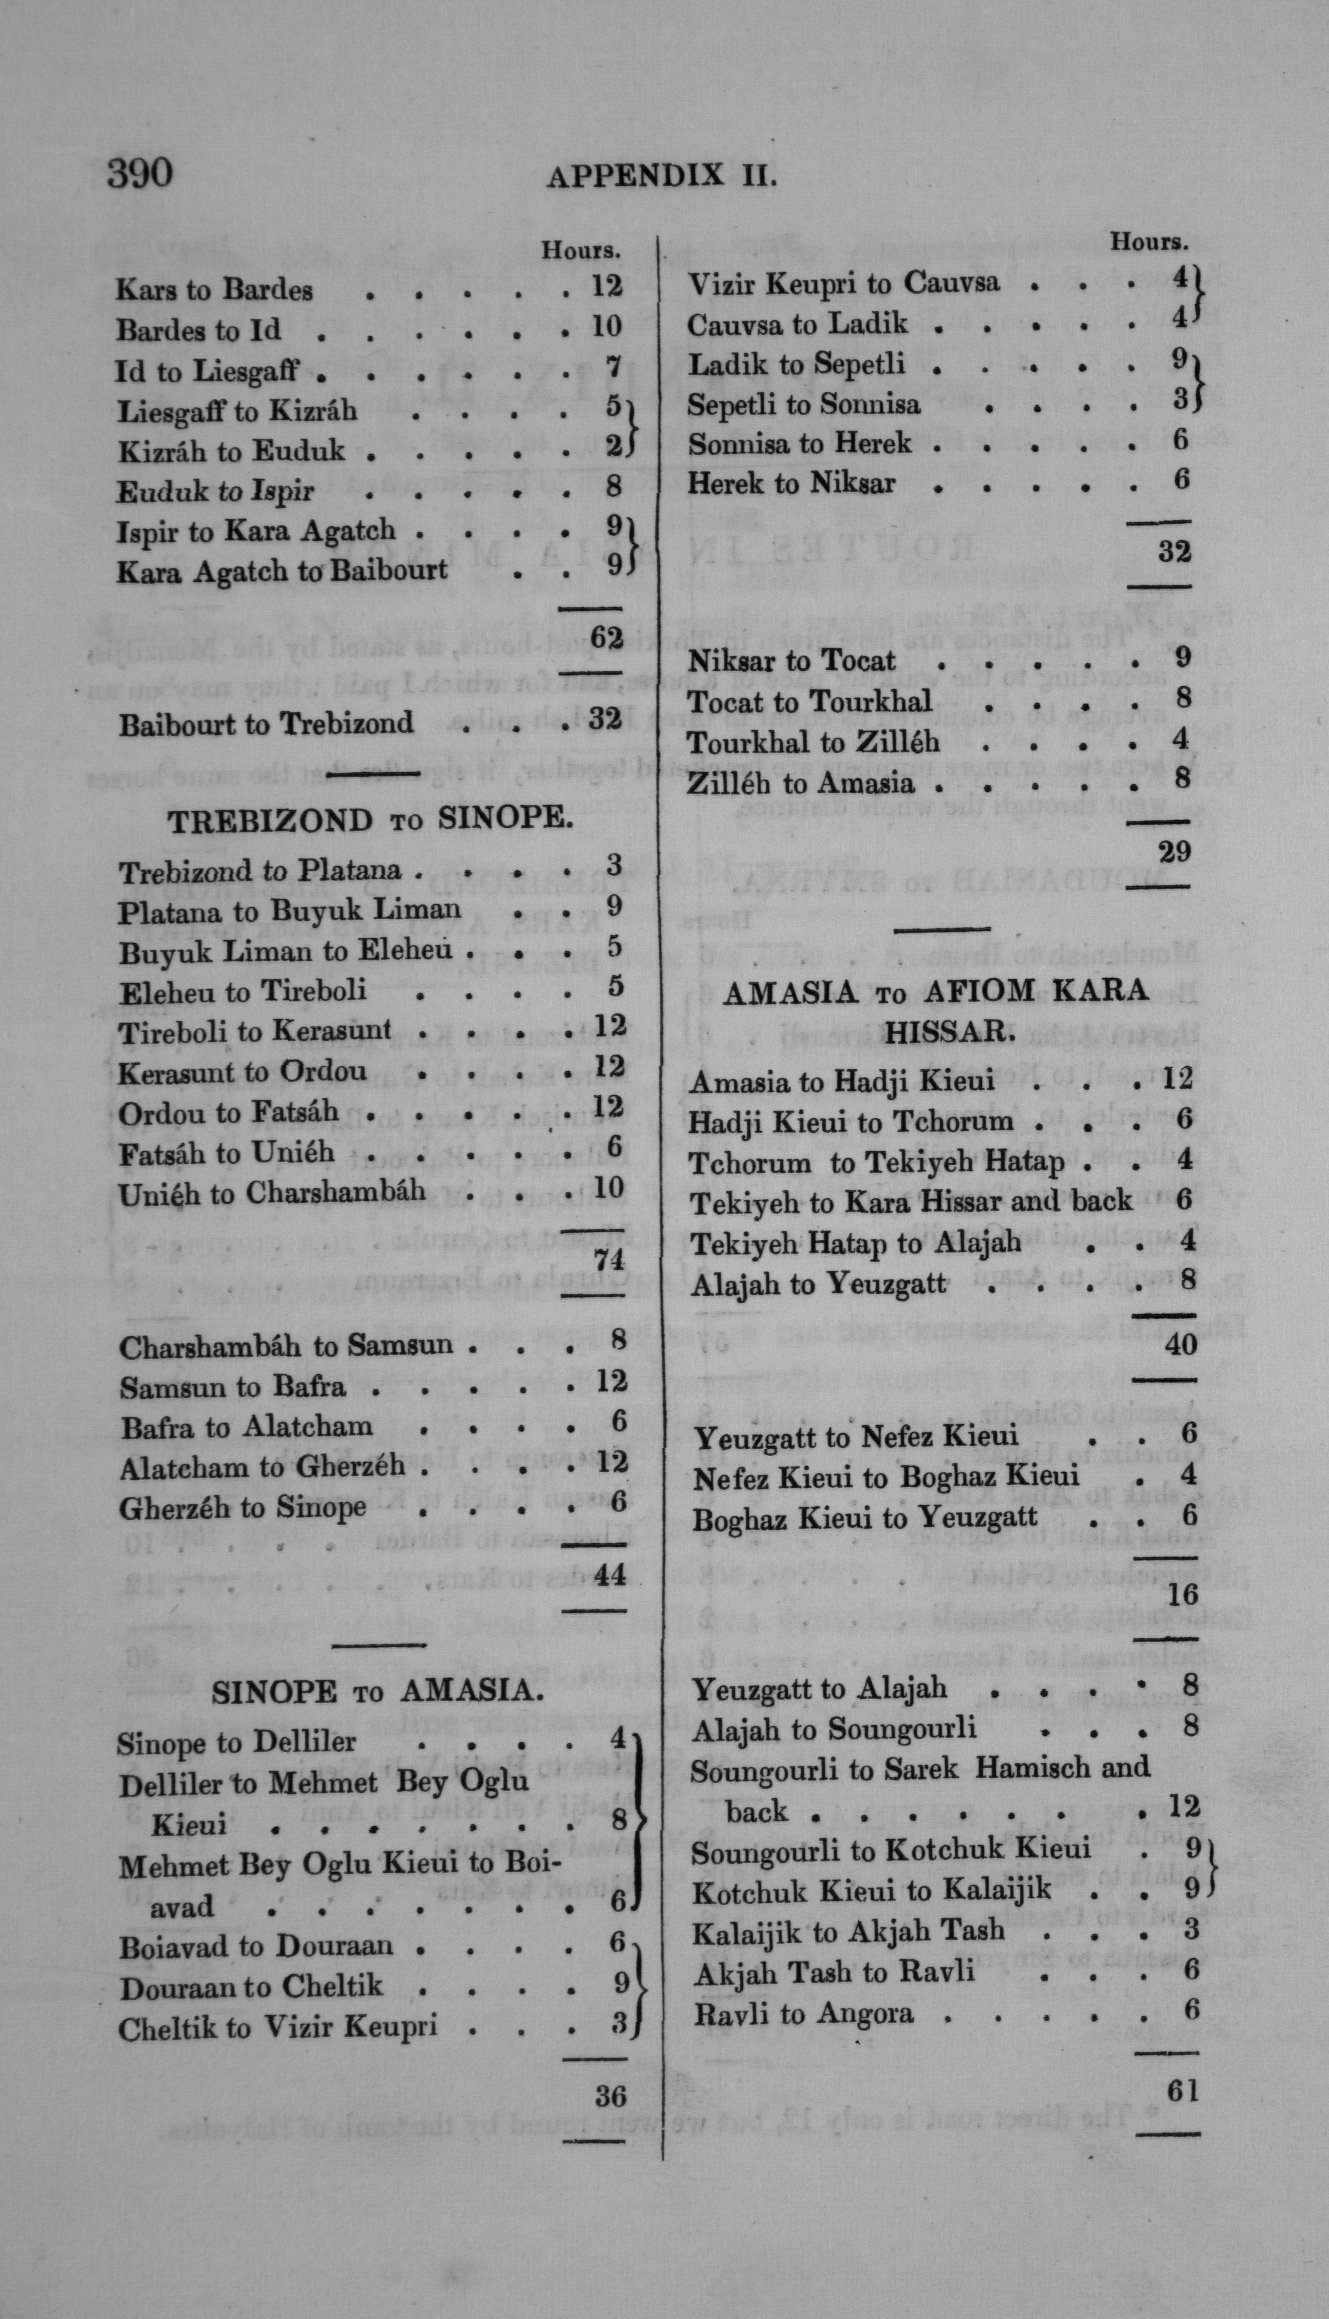 390
APPENDIX II.
Hours.
Kars to Bardes . . . . . 12
Bardes to Id . . . . . . 10
Id to Liesgaff . . . . . . 7
Liesgaff to Kizráh . . . . 5}
Kizráh to Euduk . . . . . 2}
Euduk to Ispir . . . . . 8
Ispir to Kara Agatch . . . . 9}
Kara Agatch to Baibourt . . 9}
62
Baibourt to Trebizond . . . 32
TREBIZOND TO SINOPE.
Trebizond to Platana . . . . 3
Platana to Buyuk Liman . . 9
Buyuk Liman to Eleheu . . . 5
Eleheu to Tireboli . . . . 5
Tireboli to Kerasunt . . . . 12
Kerasunt to Ordou . . . . 12
Ordou to Fatsáh . . . . . 12
Fatsáh to Uniéh . . . . . 6
Uniéh to Charshambáh . . . 10
74
Charshambáh to Samsun . . . 8
Samsun to Bafra . . . . . 12
Bafra to Alatcham . . . . 6
Alatcham to Gherzéh . . . . 12
Gherzéh to Sinope . . . . 6
44
SINOPE TO AMASIA.
Sinope to Delliler . . . . 4}
Delliler to Mehmet Bey Oglu
Kieui . . . . . . . 8}
Mehmet Bey Oglu Kieui to Boi-
avad . . . . . . . 6}
Boiavad to Douraan . . . . 6}
Douraan to Cheltik . . . . 9}
Cheltik to Vizir Keupri . . . 3}
36
Hours.
Vizir Keupri to Cauvsa . . . 4}
Cauvsa to Ladik . . . . . 4}
Ladik to Sepetli . . . . . 9}
Sepetli to Sonnisa . . . . 3}
Sonnisa to Herek . . . . . 6
Herek to Niksar . . . . . 6
32
Niksar to Tocat . . . . . 9
Tocat to Tourkhal . . . . 8
Tourkhal to Zilléh . . . . 4
Zilléh to Amasia . . . . . 8
29
AMASIA TO AFIOM KARA
HISSAR.
Amasia to Hadji Kieui . . . 12
Hadji Kieui to Tchorum . . . 6
Tchorum to Tekiyeh Hatap . . 4
Tekiyeh to Kara Hissar and back 6
Tekiyeh Hatap to Alajah . . 4
Alajah to Yeuzgatt . . . . 8
40
Yeuzgatt to Nefez Kieui . . 6
Nefez Kieui to Boghaz Kieui . 4
Boghaz Kieui to Yeuzgatt . . 6
16
Yeuzgatt to Alajah . . . . 8
Alajah to Soungourli . . . 8
Soungourli to Sarek Hamisch and
back . . . . . . . 12
Soungourli to Kotchuk Kieui . 9}
Kotchuk Kieui to Kalaijik . . 9}
Kalaijik to Akjah Tash . . . 3
Akjah Tash to Ravli . . . 6
Ravli to Angora . . . . . 6
61